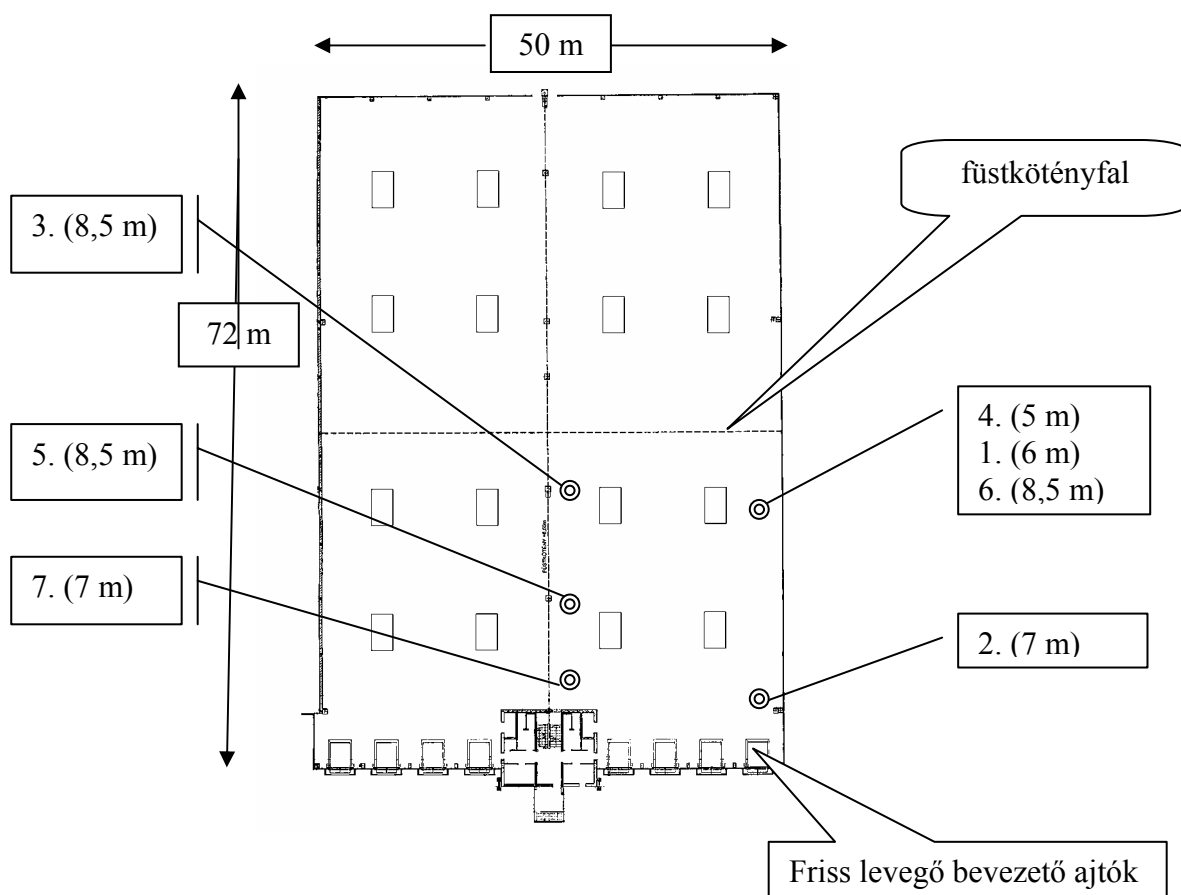 50 m
füstkötényfal
3. (8,5 m)
72 m
4. (5 m)
1. (6 m)
6. (8,5 m)
5. (8,5 m)
7. (7 m)
2. (7 m)
Friss levegő bevezető ajtók